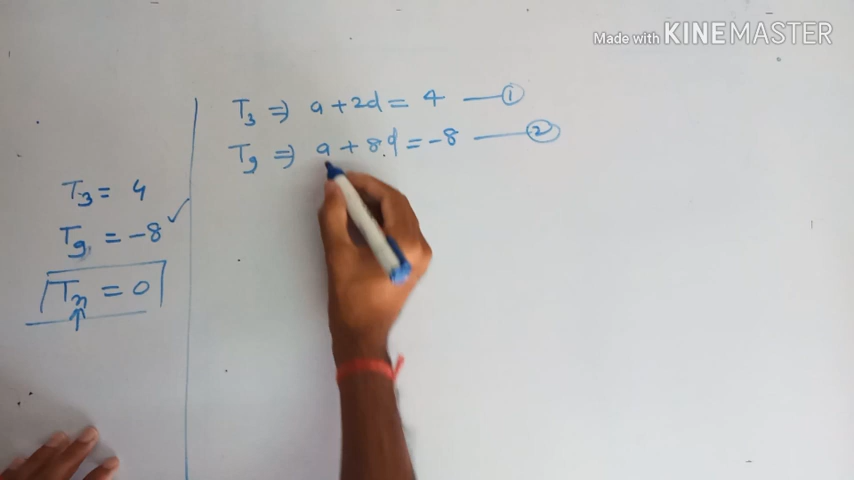 Made with KINEMASTER
T₃ ⇒ a + 2d = 4 — ①
T₉ ⇒ a + 8d = -8 — ②
T₃ = 4
T₉ = -8 ✓
Tₙ = 0